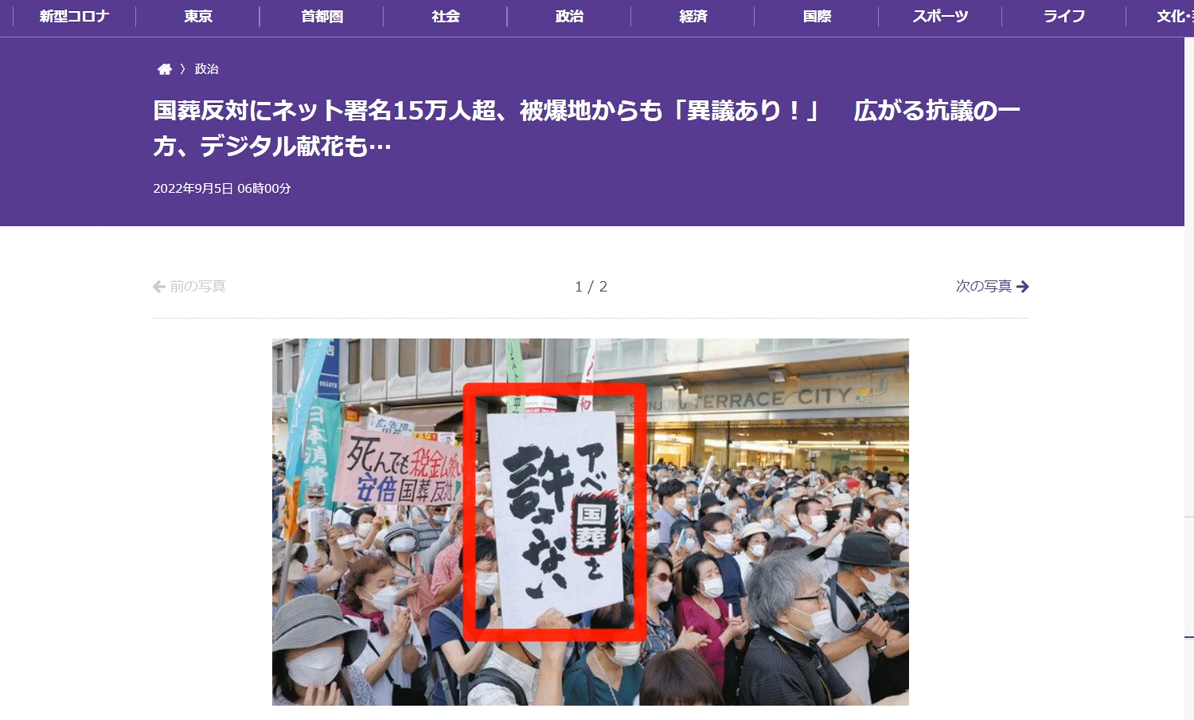 新型コロナ
東京
首都圏
社会
政治
経済
国際
スポーツ
ライフ
文化・
政治
国葬反対にネット署名15万人超、被爆地からも「異議あり！」　広がる抗議の一
方、デジタル献花も…
2022年9月5日 06時00分
前の写真
1 / 2
次の写真
TERRACE CITY
日本消費
死んでも税金
安倍国葬反対!
アベ国葬を
許さない